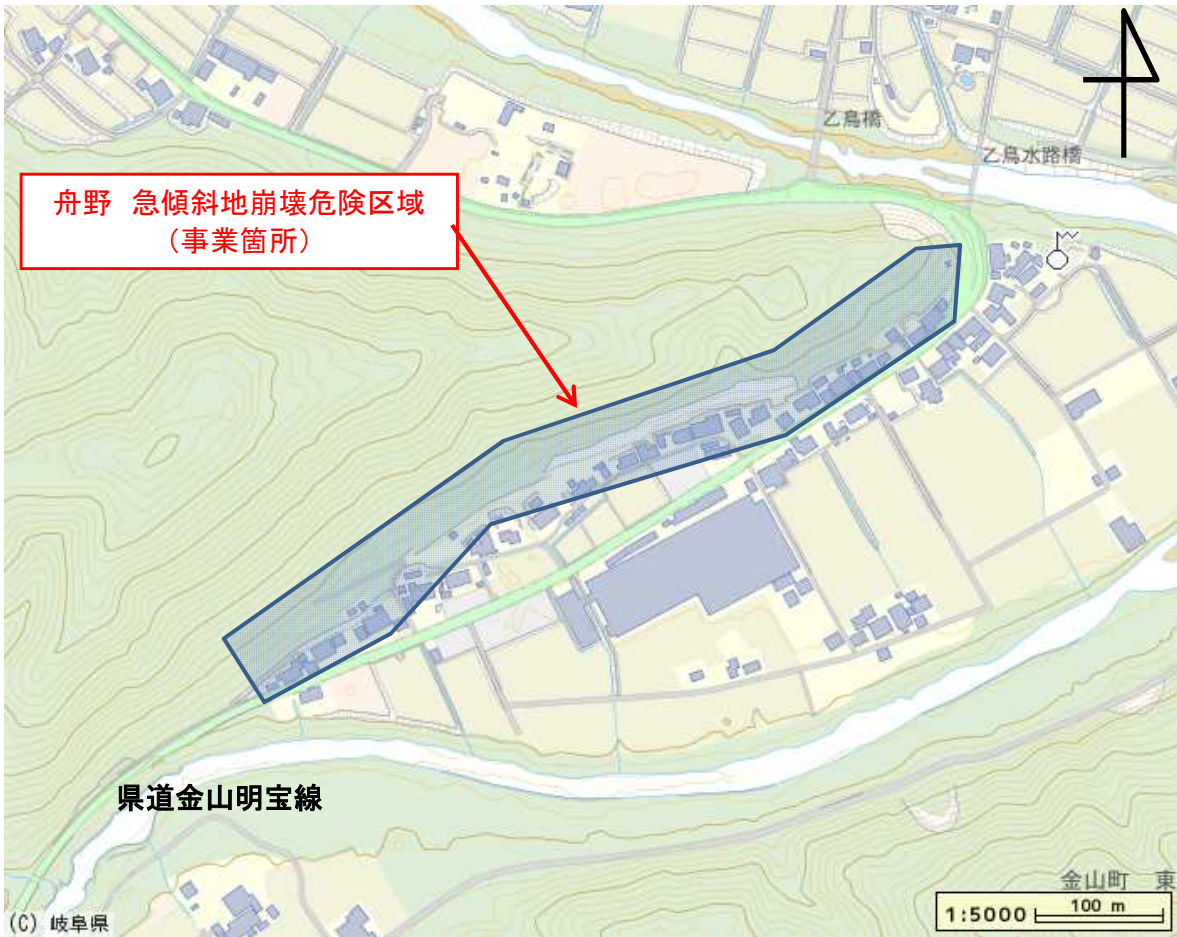 乙鳥橋
乙鳥水路橋
舟野 急傾斜地崩壊危険区域
（事業箇所）
県道金山明宝線
金山町 東
1:5000 100 m
(C) 岐阜県